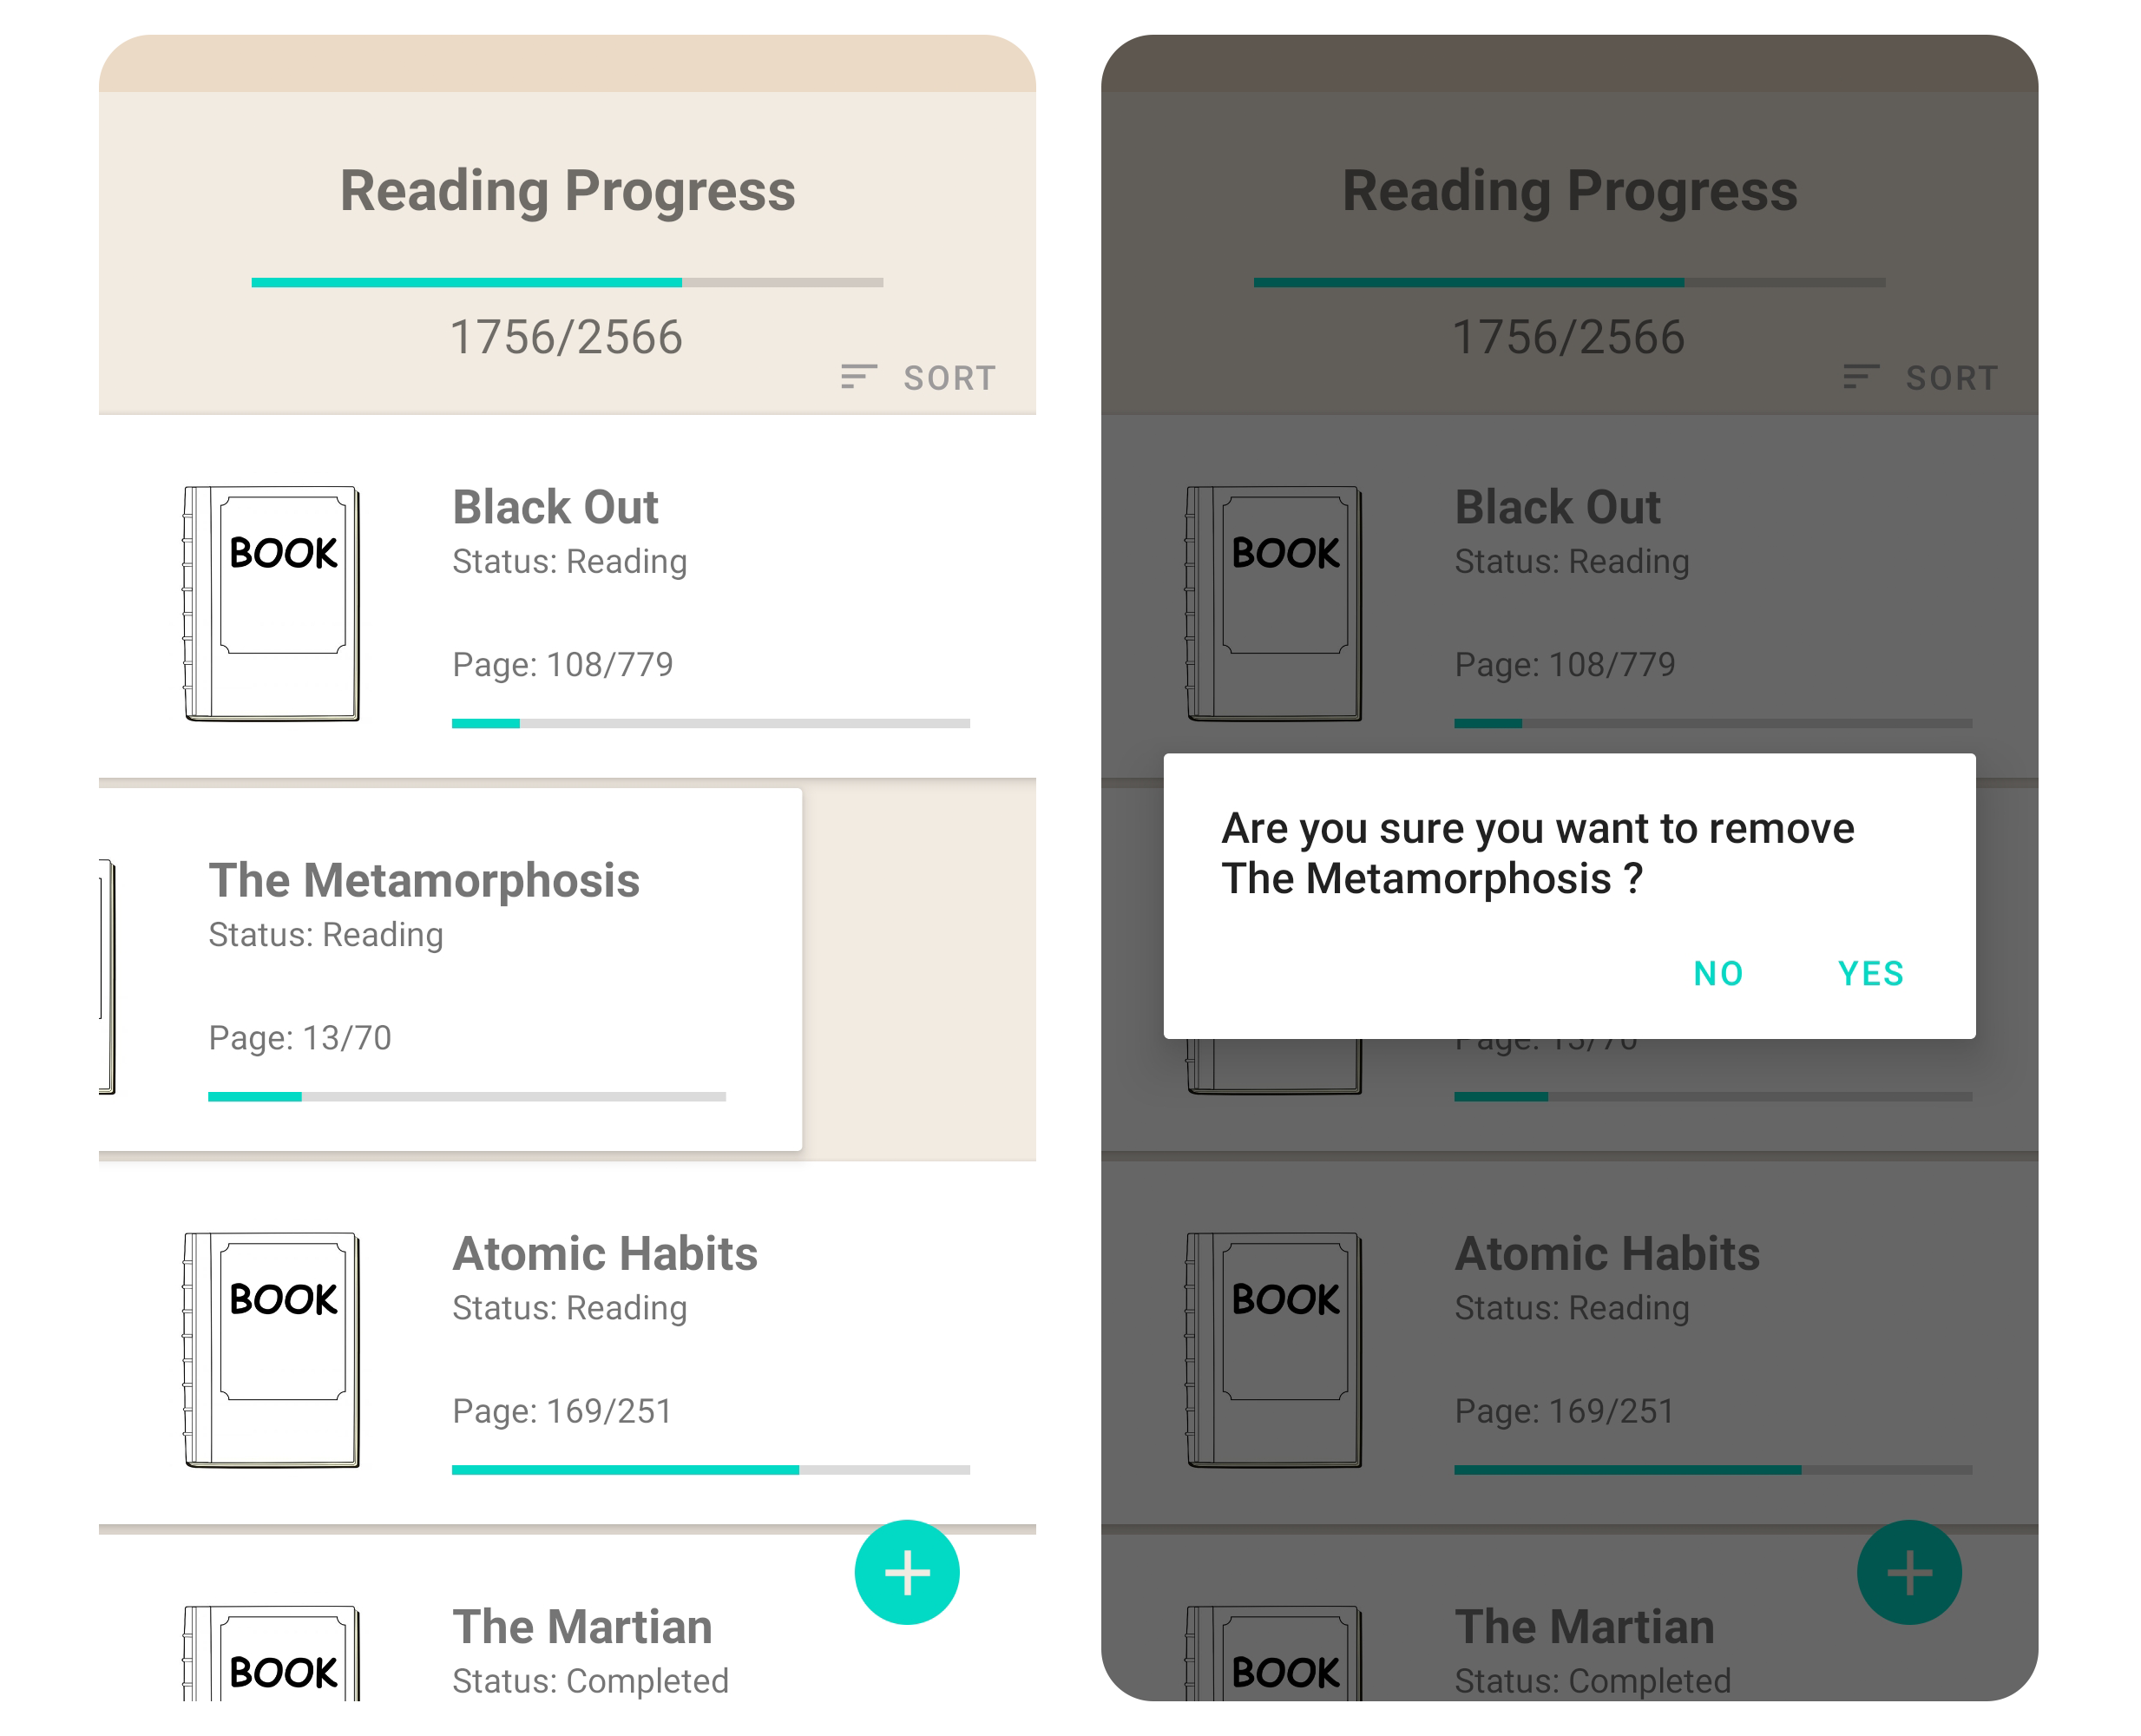 Reading Progress
1756/2566
SORT
BOOK
Black Out
Status: Reading
Page: 108/779
The Metamorphosis
Status: Reading
Page: 13/70
BOOK
Atomic Habits
Status: Reading
Page: 169/251
BOOK
The Martian
Status: Completed
Reading Progress
1756/2566
SORT
BOOK
Black Out
Status: Reading
Page: 108/779
Are you sure you want to remove
The Metamorphosis ?
NO YES
Page: 13/70
BOOK
Atomic Habits
Status: Reading
Page: 169/251
BOOK
The Martian
Status: Completed